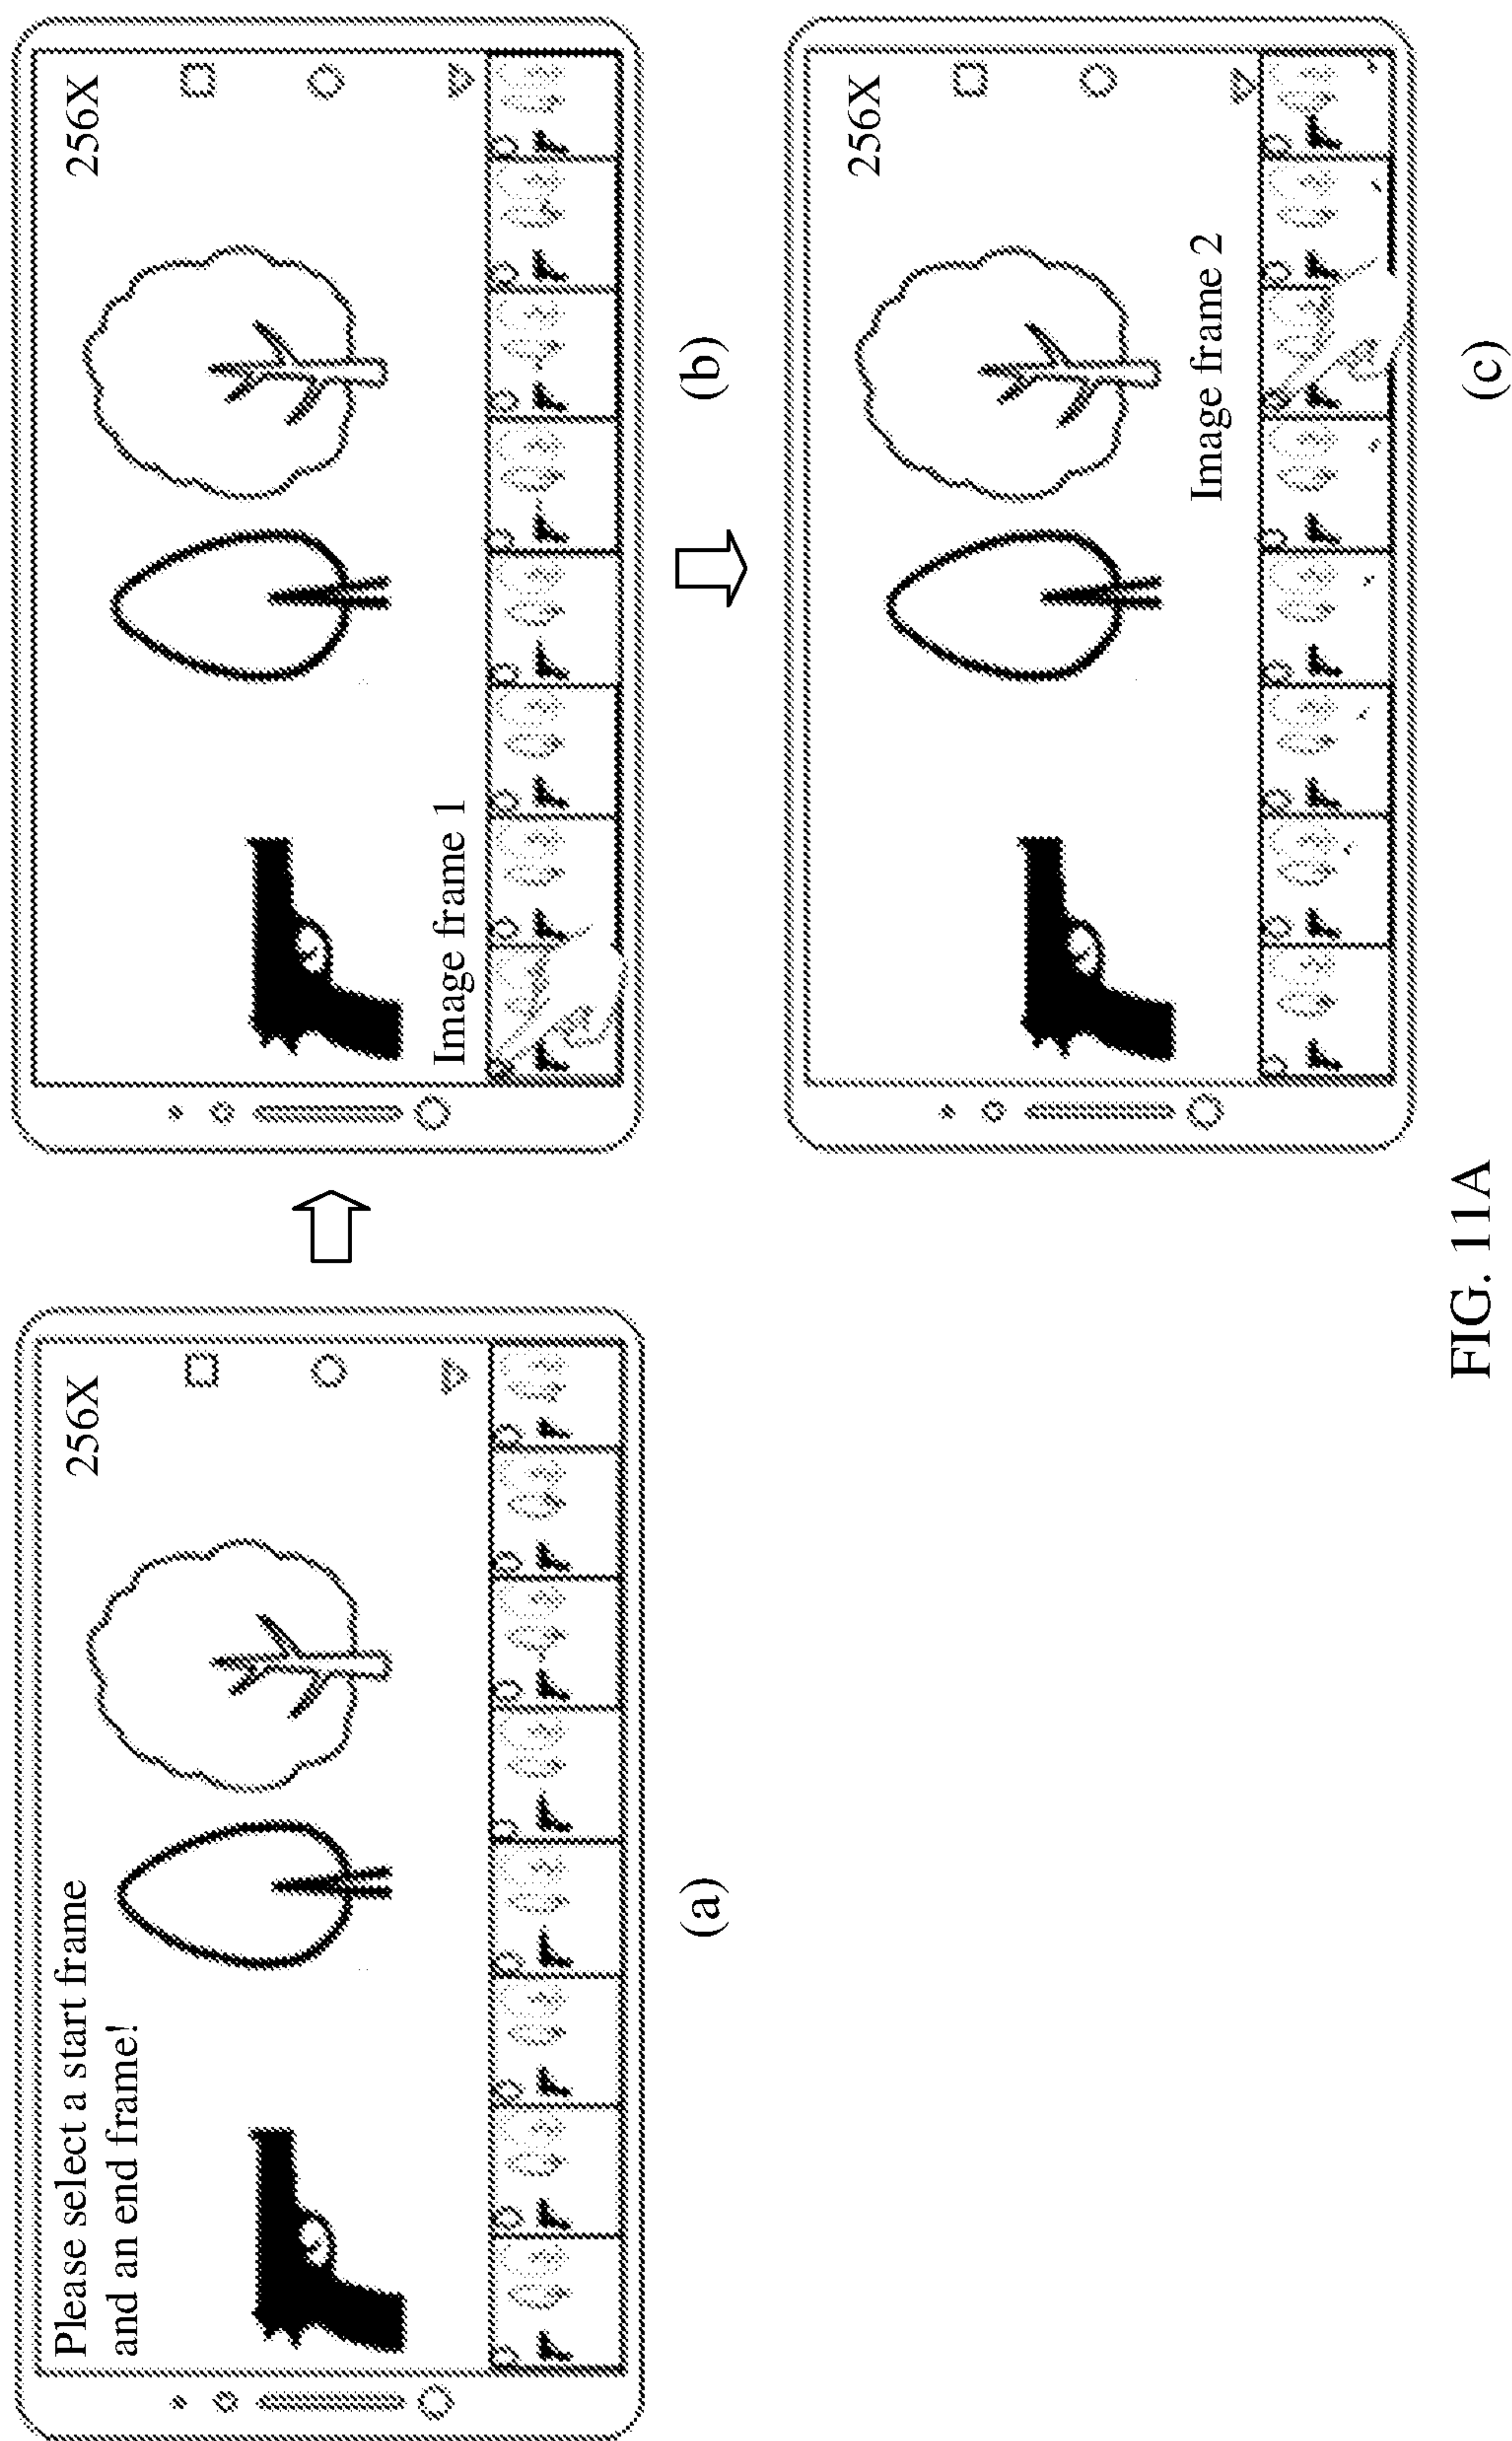 Please select a start frame
and an end frame!
256X
(a)
256X
Image frame 1
(b)
256X
Image frame 2
(c)
FIG. 11A